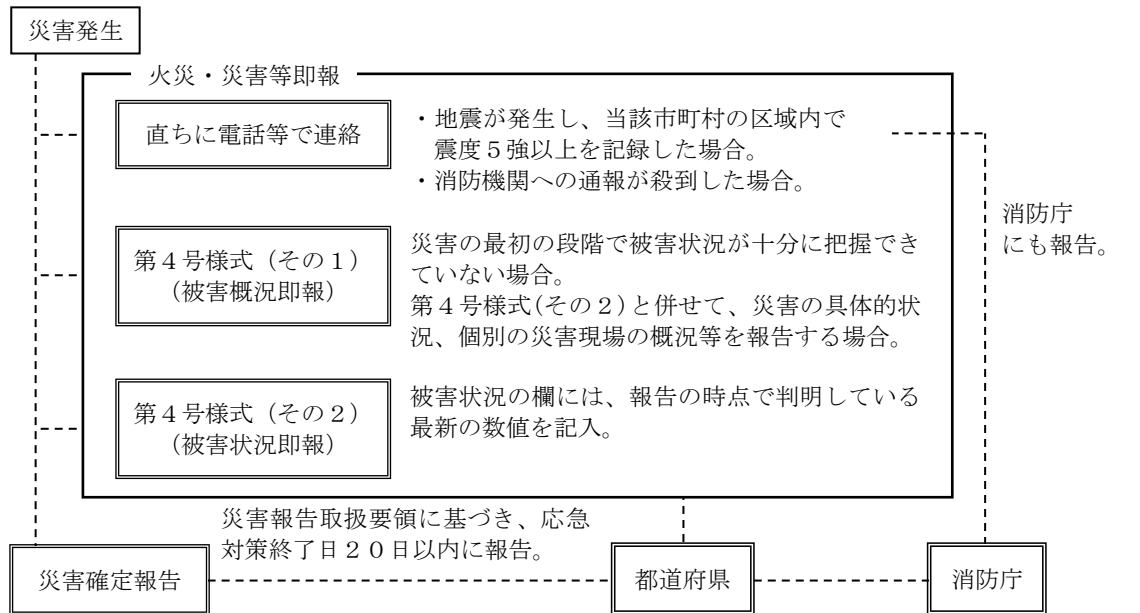 災害発生
火災・災害等即報
直ちに電話等で連絡
・地震が発生し、当該市町村の区域内で
震度５強以上を記録した場合。
・消防機関への通報が殺到した場合。
消防庁
にも報告。
第４号様式（その１）
（被害概況即報）
災害の最初の段階で被害状況が十分に把握でき
ていない場合。
第４号様式(その２)と併せて、災害の具体的状
況、個別の災害現場の概況等を報告する場合。
第４号様式（その２）
（被害状況即報）
被害状況の欄には、報告の時点で判明している
最新の数値を記入。
災害報告取扱要領に基づき、応急
対策終了日２０日以内に報告。
災害確定報告
都道府県
消防庁